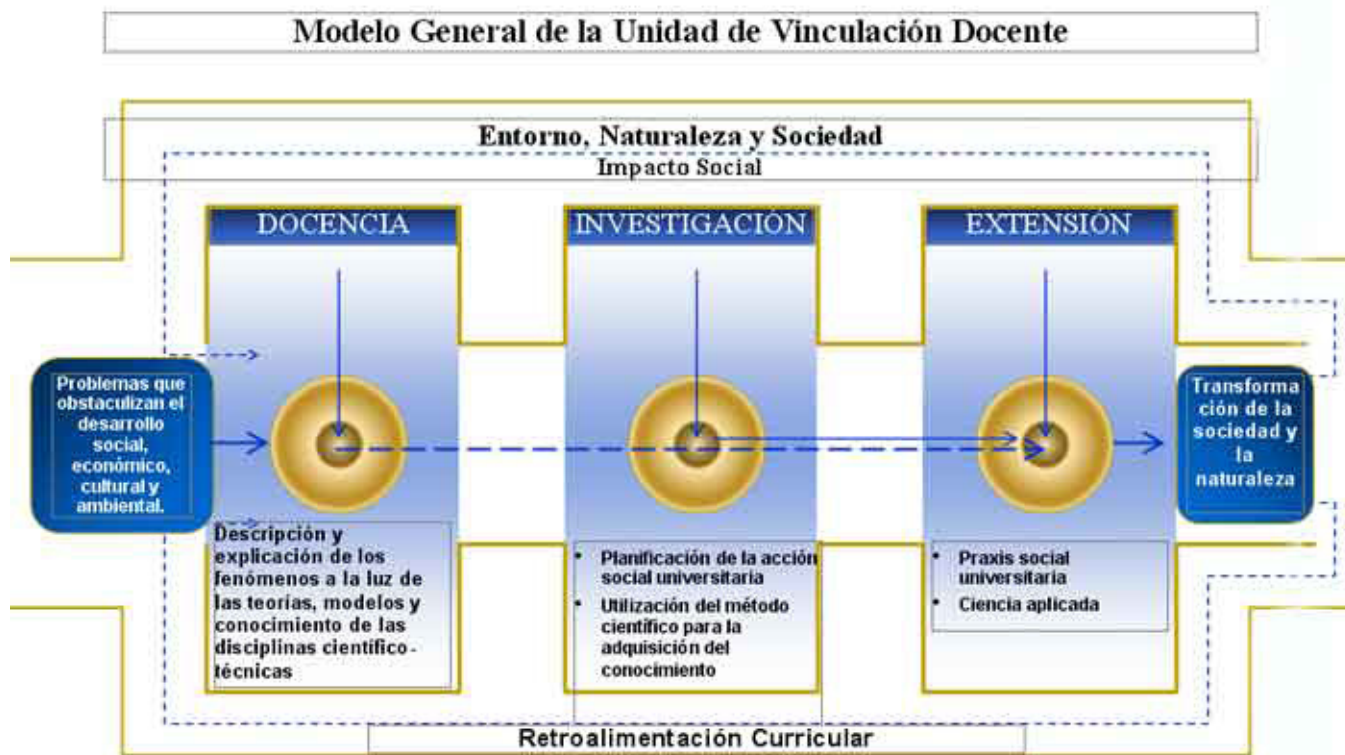 Modelo General de la Unidad de Vinculación Docente
Entorno, Naturaleza y Sociedad
Impacto Social
DOCENCIA
INVESTIGACIÓN
EXTENSIÓN
Problemas que
obstaculizan el
desarrollo
social,
económico,
cultural y
ambiental.
Transforma
ción de la
sociedad y
la
naturaleza
Descripción y
explicación de los
fenómenos a la luz de
las teorías, modelos y
conocimiento de las
disciplinas científico-
técnicas
• Planificación de la acción
social universitaria
• Utilización del método
científico para la
adquisición del
conocimiento
• Praxis social
universitaria
• Ciencia aplicada
Retroalimentación Curricular